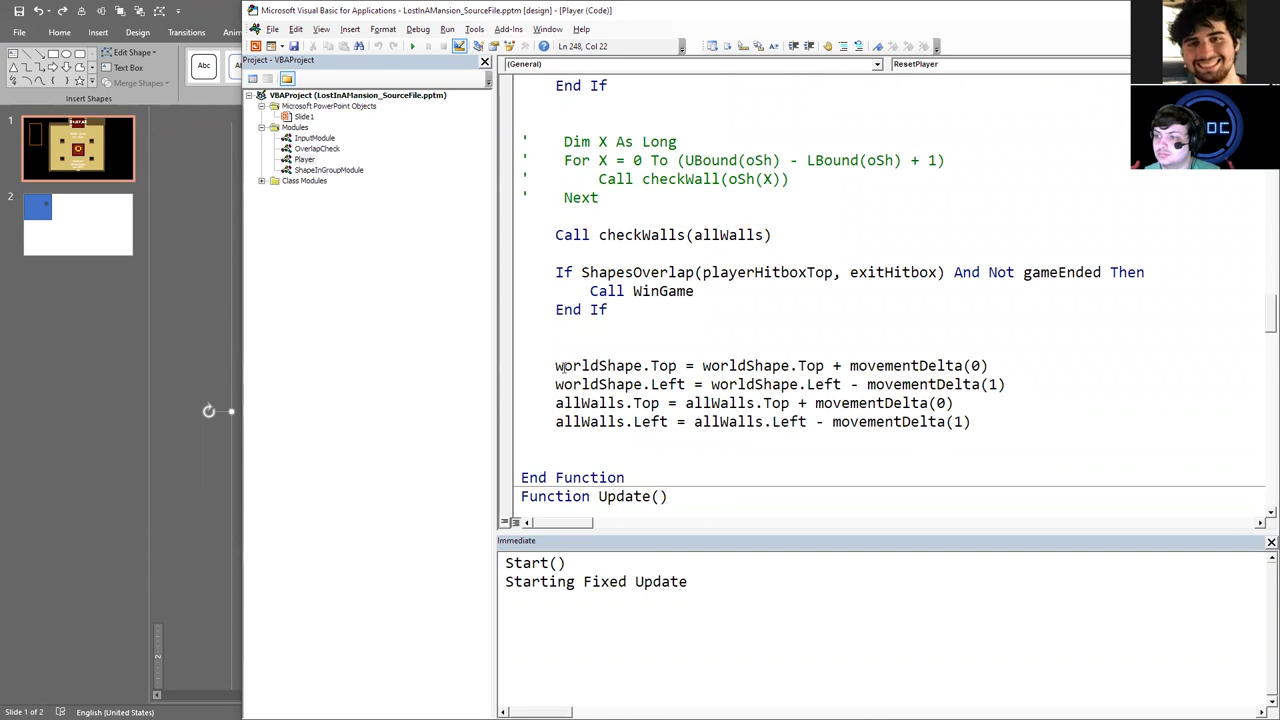 Microsoft Visual Basic for Applications - LostInAMansion_SourceFile.pptm [design] - [Player (Code)]
File Home Insert Draw Design Transitions Anim
File Edit View Insert Format Debug Run Tools Add-Ins Window Help
Ln 248, Col 22
Edit Shape
Text Box
Merge Shapes
Insert Shapes
Abc
Abc
Project - VBAProject
VBAProject (LostInAMansion_SourceFile.pptm)
Microsoft PowerPoint Objects
Slide1
Modules
InputModule
OverlapCheck
Player
ShapeInGroupModule
Class Modules
1
2
(General)
ResetPlayer
End If
' Dim X As Long
' For X = 0 To (UBound(oSh) - LBound(oSh) + 1)
' Call checkWall(oSh(X))
' Next
Call checkWalls(allWalls)
If ShapesOverlap(playerHitboxTop, exitHitbox) And Not gameEnded Then
Call WinGame
End If
worldShape.Top = worldShape.Top + movementDelta(0)
worldShape.Left = worldShape.Left - movementDelta(1)
allWalls.Top = allWalls.Top + movementDelta(0)
allWalls.Left = allWalls.Left - movementDelta(1)
End Function
Function Update()
Immediate
Start()
Starting Fixed Update
DC
2
Slide 1 of 2
English (United States)